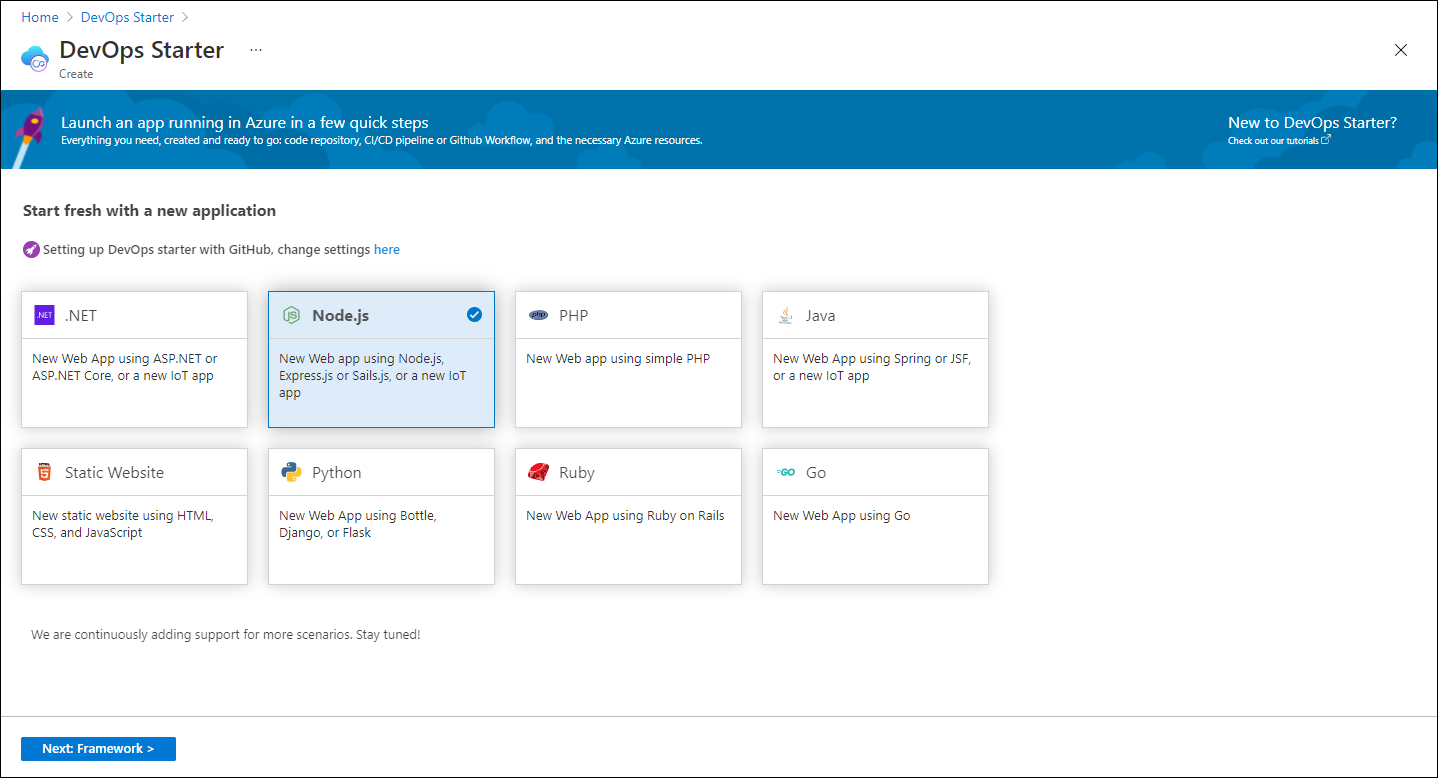 Home > DevOps Starter >
DevOps Starter ...
Create
Launch an app running in Azure in a few quick steps
Everything you need, created and ready to go: code repository, CI/CD pipeline or Github Workflow, and the necessary Azure resources.
New to DevOps Starter?
Check out our tutorials
Start fresh with a new application
Setting up DevOps starter with GitHub, change settings here
.NET .NET
New Web App using ASP.NET or
ASP.NET Core, or a new IoT app
JS Node.js
New Web app using Node.js,
Express.js or Sails.js, or a new IoT
app
php PHP
New Web app using simple PHP
Java
New Web App using Spring or JSF,
or a new IoT app
5 Static Website
New static website using HTML,
CSS, and JavaScript
Python
New Web App using Bottle,
Django, or Flask
Ruby
New Web App using Ruby on Rails
GO Go
New Web App using Go
We are continuously adding support for more scenarios. Stay tuned!
Next: Framework >